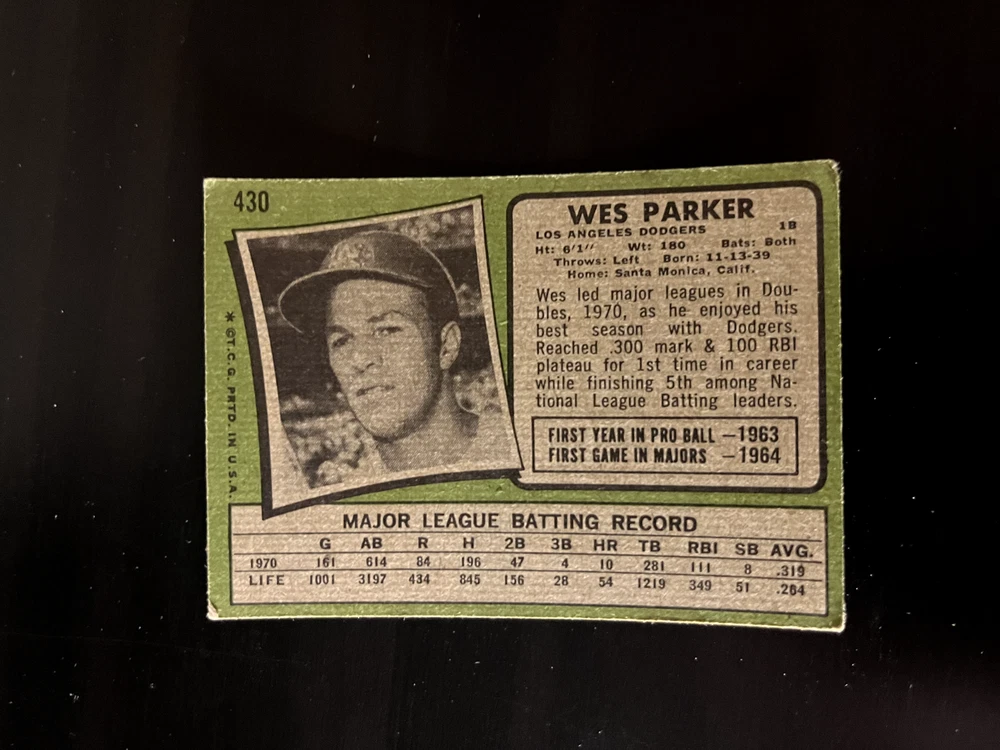 430
WES PARKER
LOS ANGELES DODGERS 1B
Ht: 6'1" Wt: 180 Bats: Both
Throws: Left Born: 11-13-39
Home: Santa Monica, Calif.
Wes led major leagues in Dou-
bles, 1970, as he enjoyed his
best season with Dodgers.
Reached .300 mark & 100 RBI
plateau for 1st time in career
while finishing 5th among Na-
tional League Batting leaders.
FIRST YEAR IN PRO BALL —1963
FIRST GAME IN MAJORS —1964
* ©T.C.G. PRTD. IN U.S.A.
MAJOR LEAGUE BATTING RECORD
G AB R H 2B 3B HR TB RBI SB AVG.
1970 161 614 84 196 47 4 10 281 111 8 .319
LIFE 1001 3197 434 845 156 28 54 1219 349 51 .264